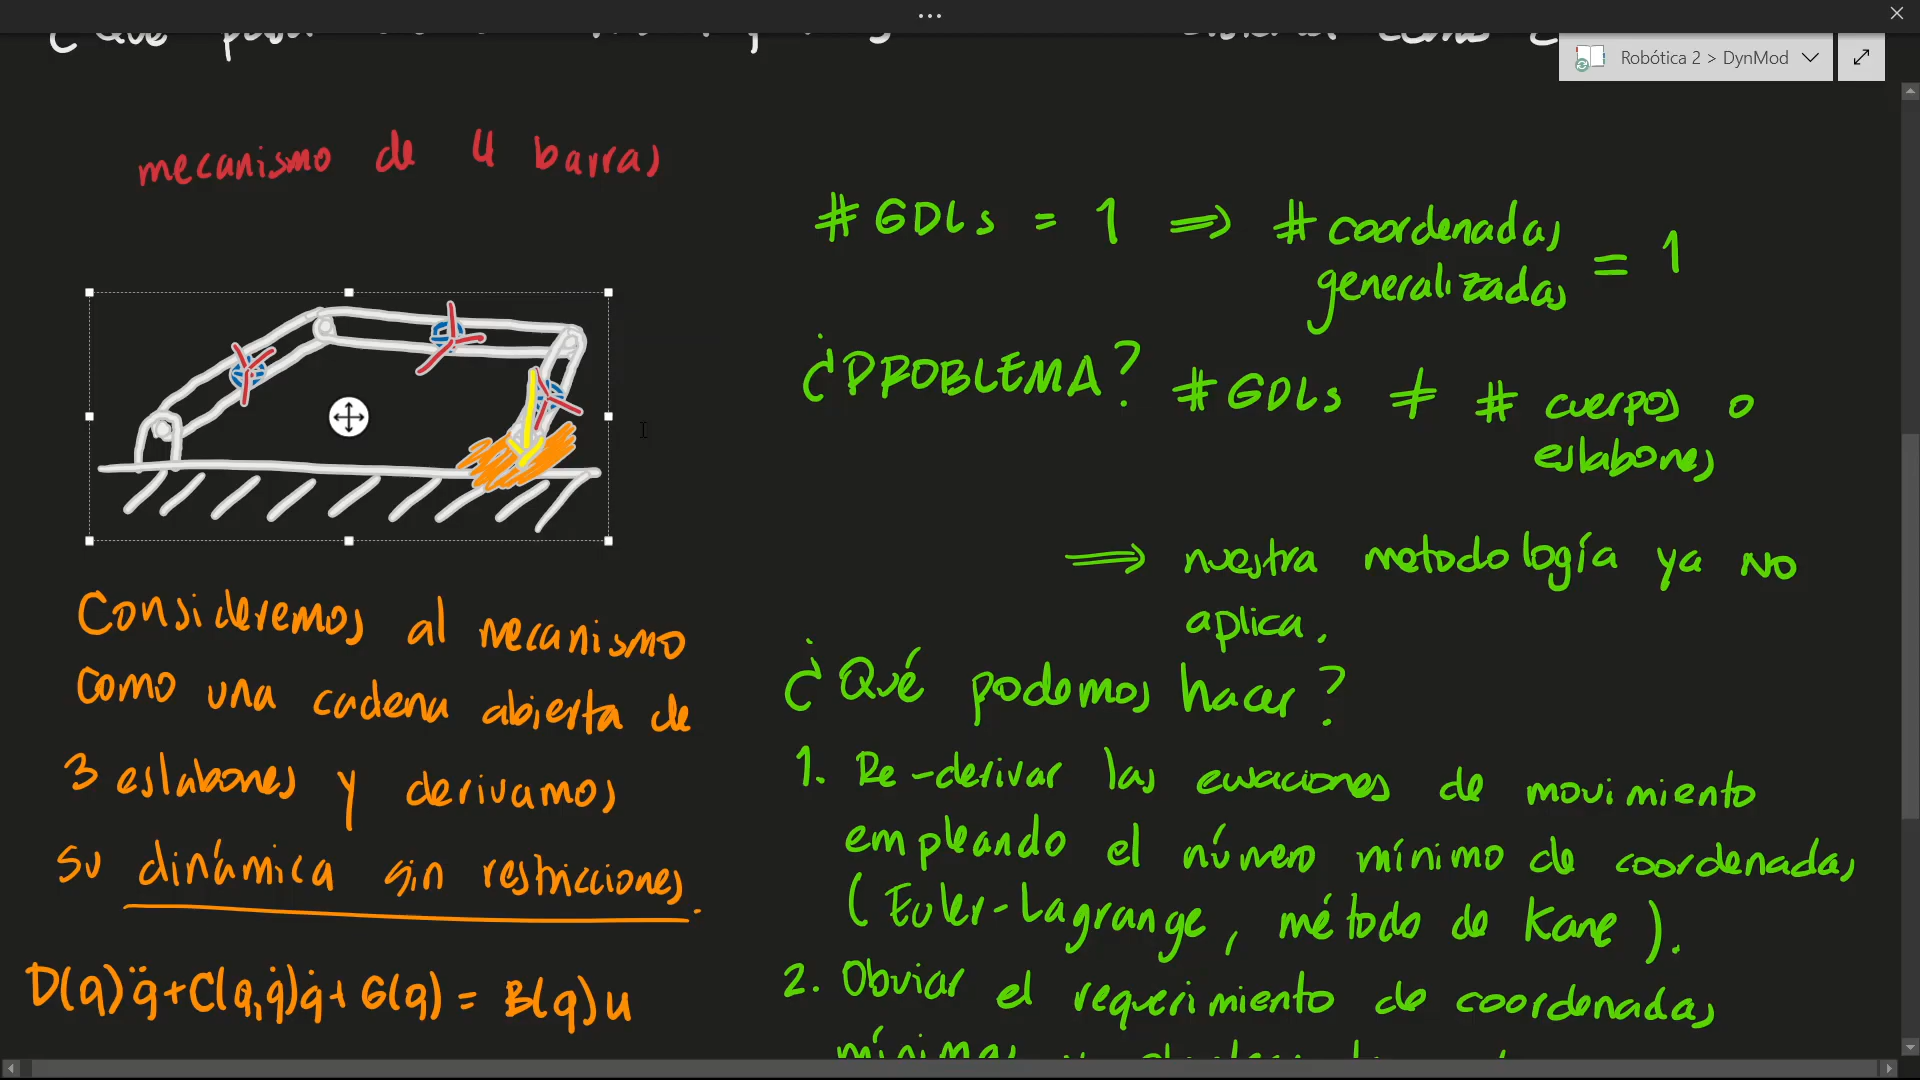 Robótica 2 > DynMod
mecanismo de 4 barras
# GDLs = 1 ⟹ # coordenadas
generalizadas = 1
¿PROBLEMA? # GDLs ≠ # cuerpos o
eslabones
⟹ nuestra metodología ya NO
aplica.
Consideremos al mecanismo
como una cadena abierta de
3 eslabones y derivamos
su dinámica sin restricciones.
D(q)q̈+C(q,q̇)q̇+G(q) = B(q)u
¿Qué podemos hacer?
1. Re-derivar las ecuaciones de movimiento
empleando el número mínimo de coordenadas
(Euler-Lagrange, método de Kane).
2. Obviar el requerimiento de coordenadas